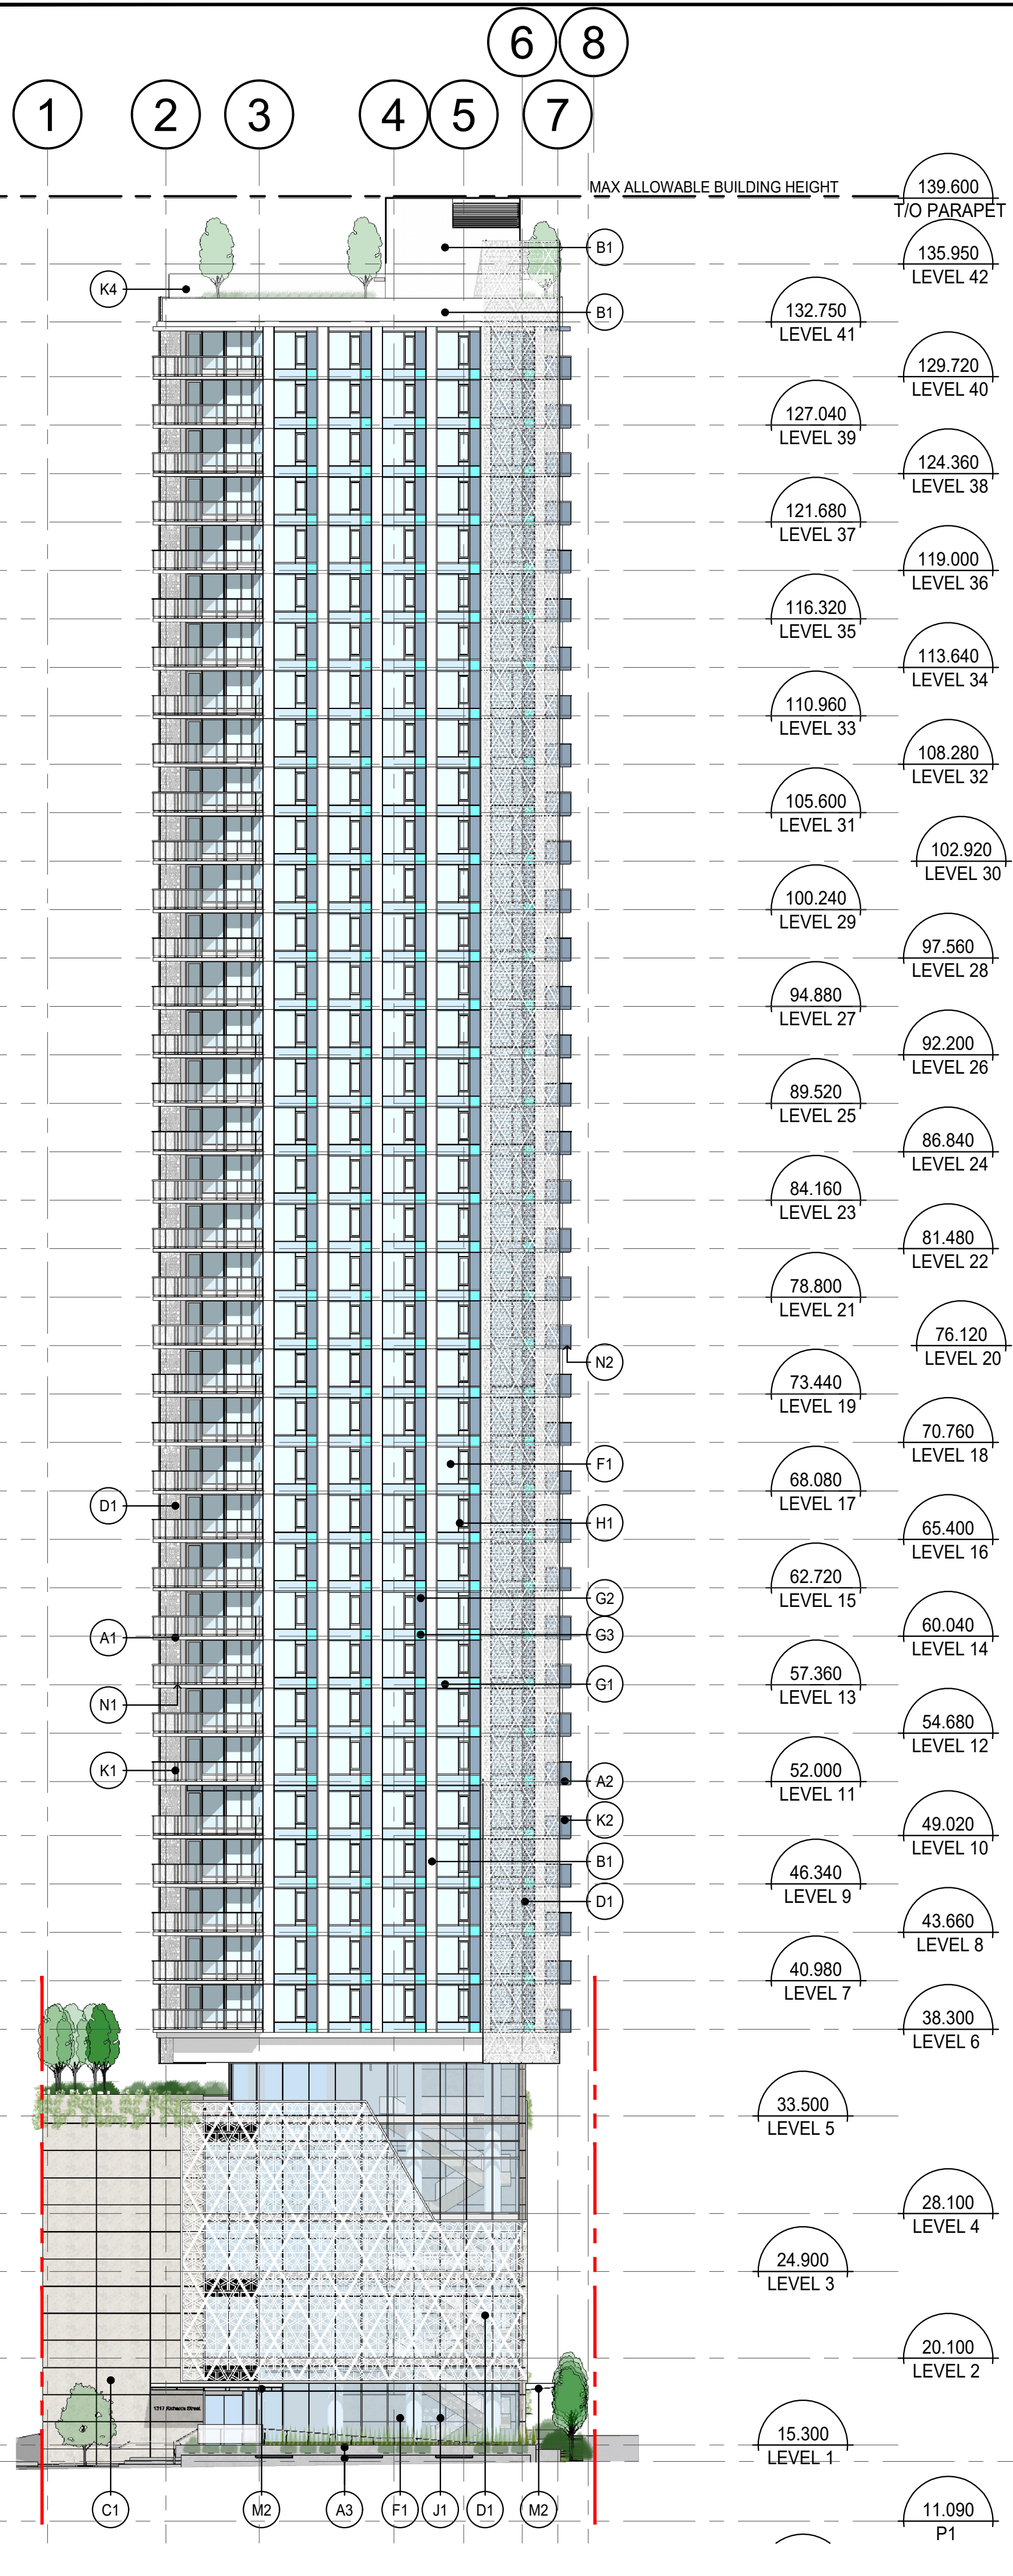 6 8
1 2 3 4 5 7
MAX ALLOWABLE BUILDING HEIGHT
139.600
T/O PARAPET
B1
135.950
LEVEL 42
K4
B1
132.750
LEVEL 41
129.720
LEVEL 40
127.040
LEVEL 39
124.360
LEVEL 38
121.680
LEVEL 37
119.000
LEVEL 36
116.320
LEVEL 35
113.640
LEVEL 34
110.960
LEVEL 33
108.280
LEVEL 32
105.600
LEVEL 31
102.920
LEVEL 30
100.240
LEVEL 29
97.560
LEVEL 28
94.880
LEVEL 27
92.200
LEVEL 26
89.520
LEVEL 25
86.840
LEVEL 24
84.160
LEVEL 23
81.480
LEVEL 22
78.800
LEVEL 21
76.120
LEVEL 20
N2
73.440
LEVEL 19
70.760
LEVEL 18
F1
68.080
LEVEL 17
D1
H1
65.400
LEVEL 16
62.720
LEVEL 15
G2
60.040
LEVEL 14
A1
G3
57.360
LEVEL 13
G1
N1
54.680
LEVEL 12
K1
52.000
LEVEL 11
A2
K2
49.020
LEVEL 10
B1
46.340
LEVEL 9
D1
43.660
LEVEL 8
40.980
LEVEL 7
38.300
LEVEL 6
33.500
LEVEL 5
28.100
LEVEL 4
24.900
LEVEL 3
20.100
LEVEL 2
1317 Richards Street
15.300
LEVEL 1
C1 M2 A3 F1 J1 D1 M2
11.090
P1